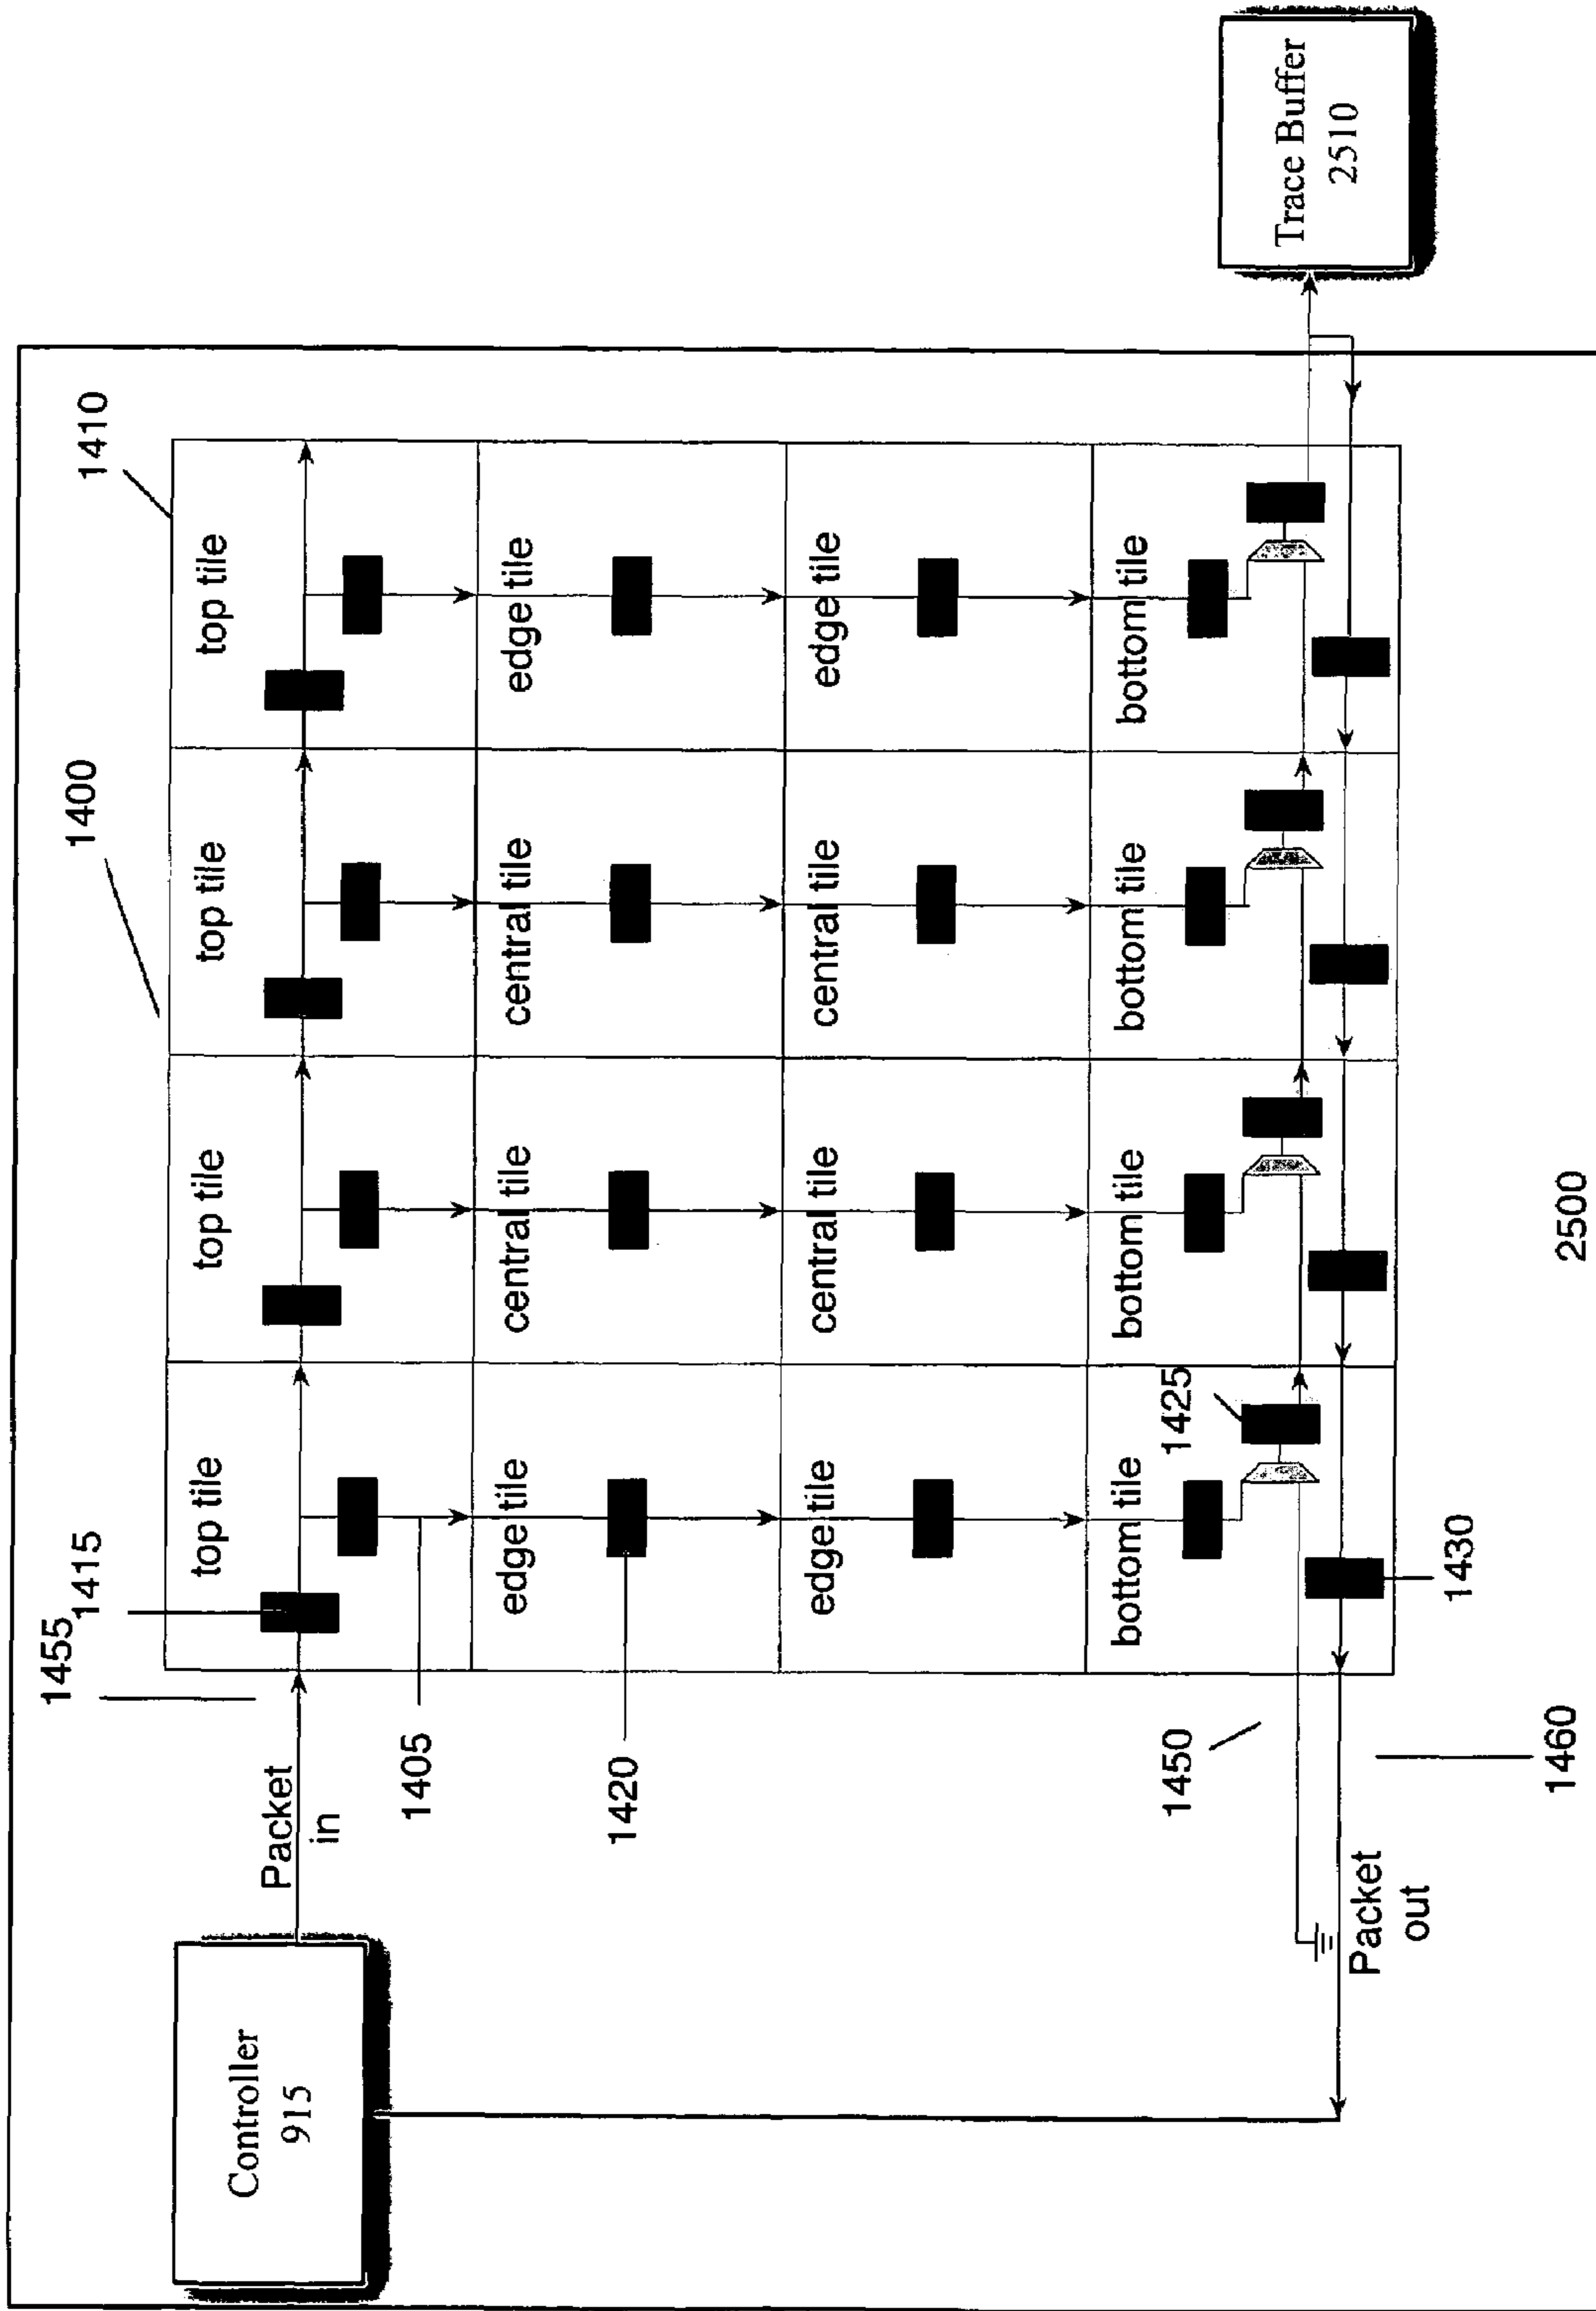 1400
1410
1455
1415
Controller
915
Packet
in
top tile
top tile
top tile
top tile
1405
1420
edge tile
central tile
central tile
edge tile
edge tile
central tile
central tile
edge tile
bottom tile
bottom tile
bottom tile
bottom tile
1425
1450
1460
1430
Packet
out
Trace Buffer
2510
2500